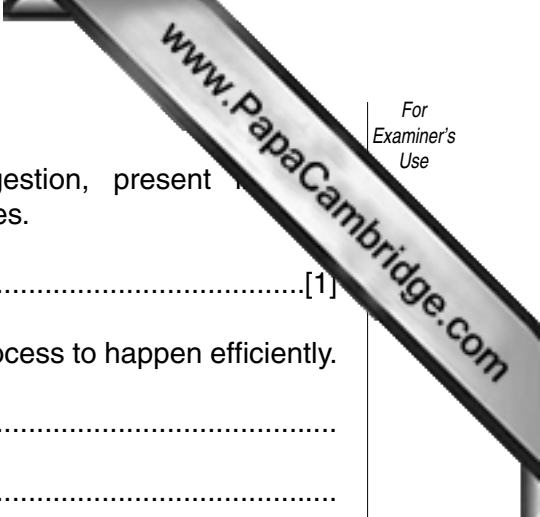 www.PapaCambridge.com
For
Examiner's
Use
gestion, present
es.
......................................[1]
ocess to happen efficiently.
..........................................
..........................................